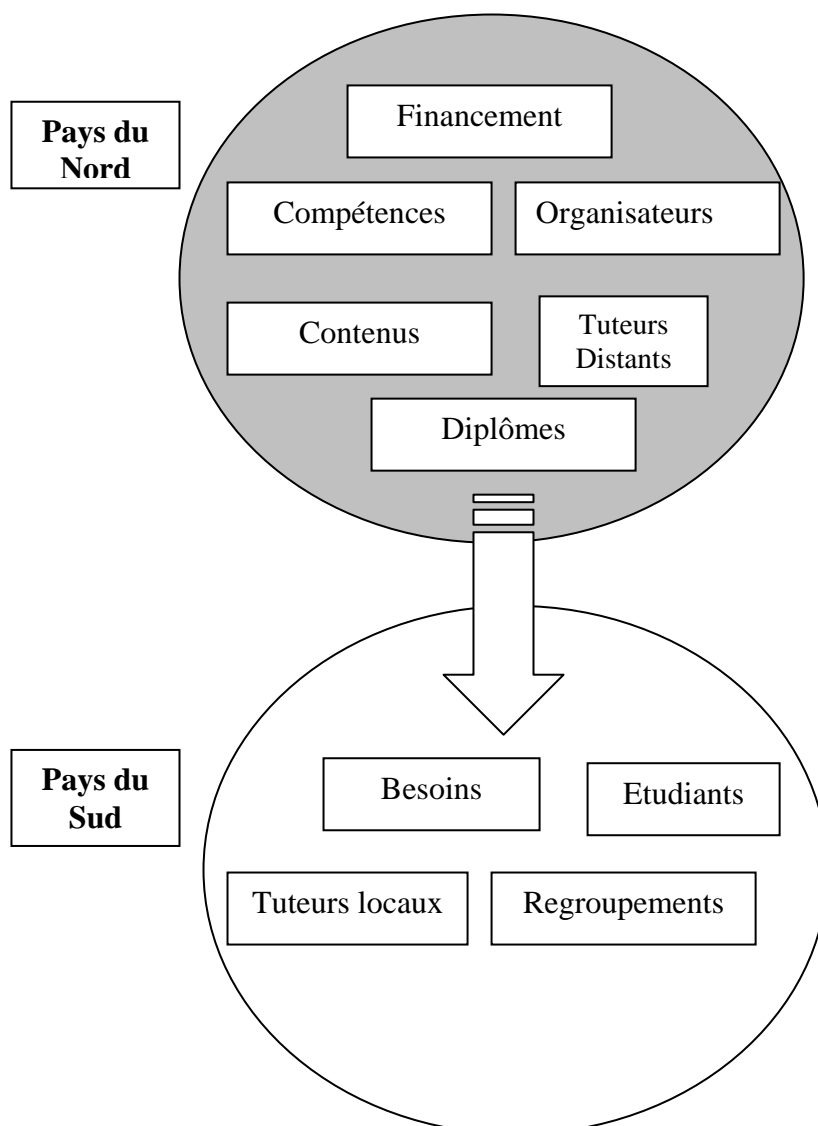 Financement
Pays du
Nord
Compétences
Organisateurs
Contenus
Tuteurs
Distants
Diplômes
Pays du
Sud
Besoins
Etudiants
Tuteurs locaux
Regroupements